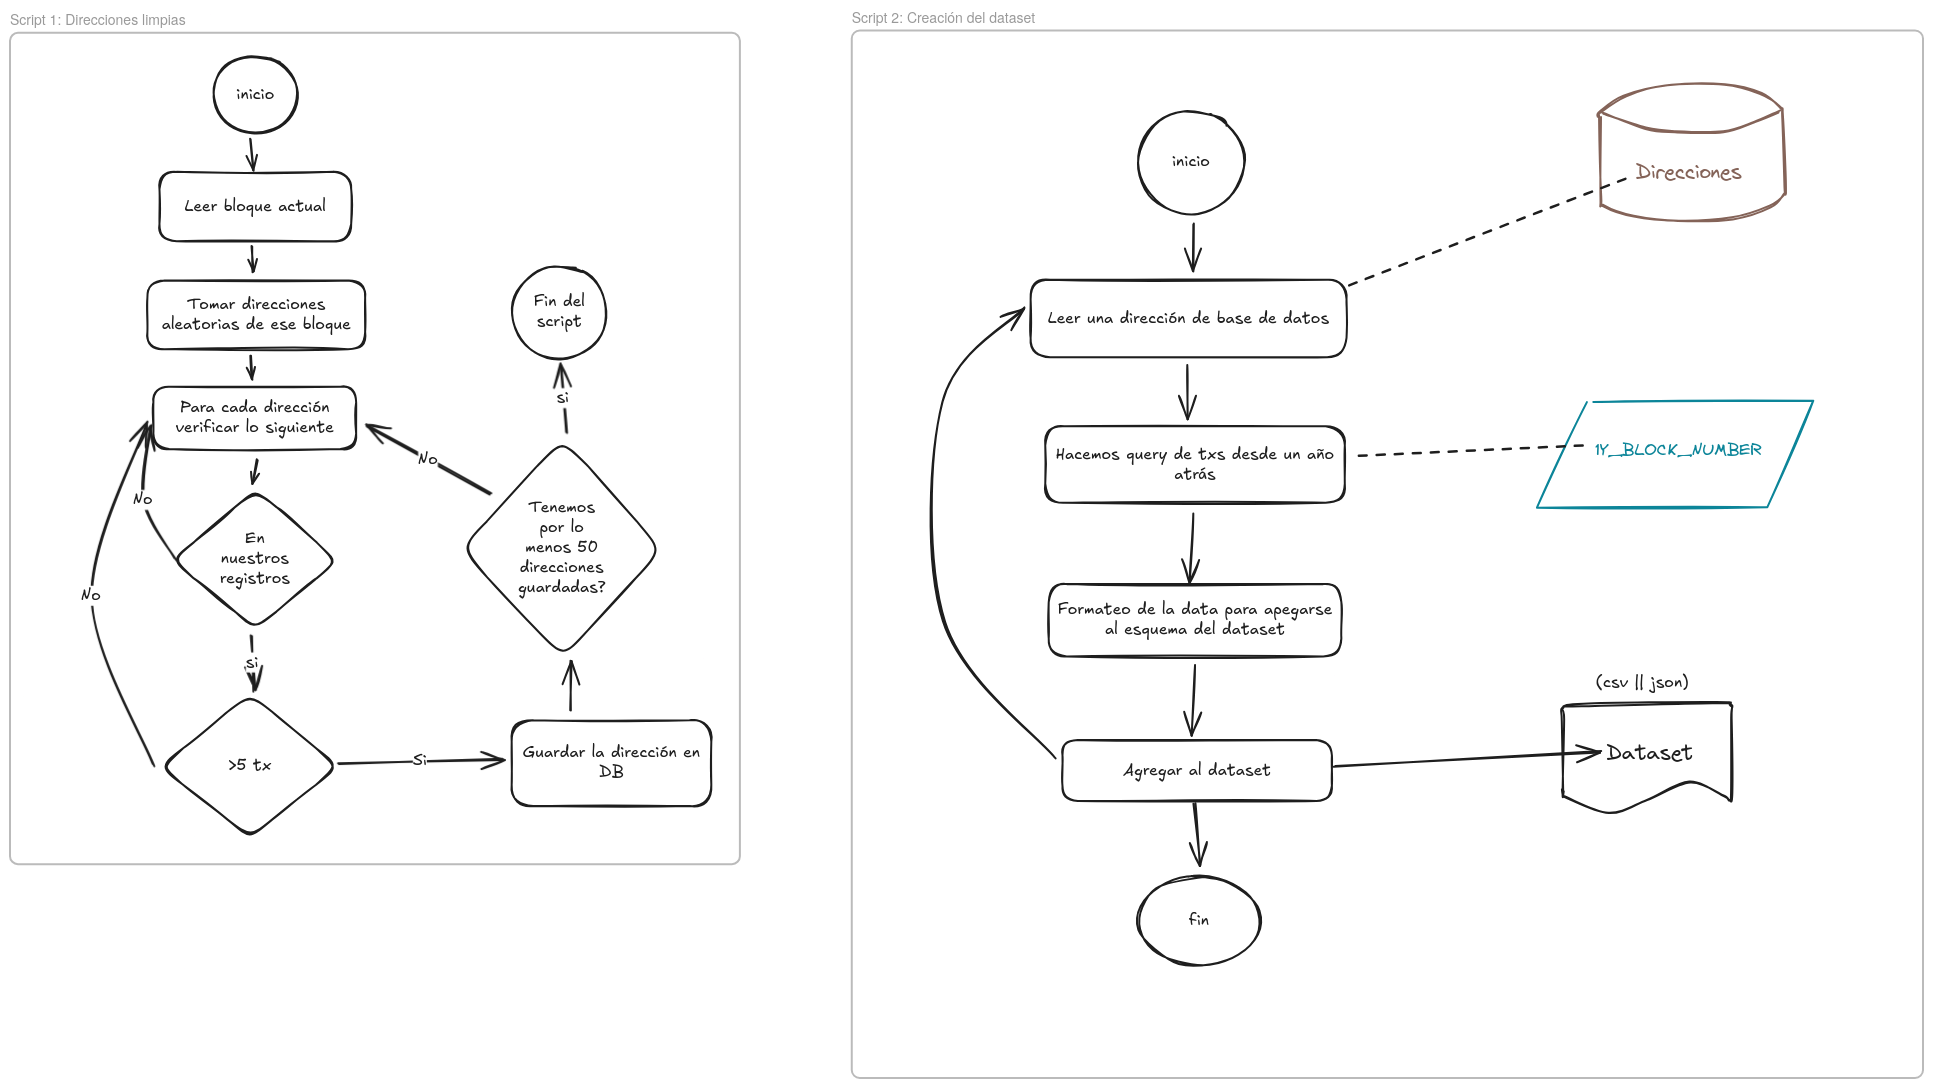 Script 1: Direcciones limpias
inicio
Leer bloque actual
Tomar direcciones
aleatorias de ese bloque
Para cada dirección
verificar lo siguiente
No
En
nuestros
registros
No
si
>5 tx
Si
Guardar la dirección en
DB
Tenemos
por lo
menos 50
direcciones
guardadas?
No
si
Fin del
script
Script 2: Creación del dataset
inicio
Direcciones
Leer una dirección de base de datos
Hacemos query de txs desde un año
atrás
1Y_BLOCK_NUMBER
Formateo de la data para apegarse
al esquema del dataset
Agregar al dataset
(csv || json)
Dataset
fin